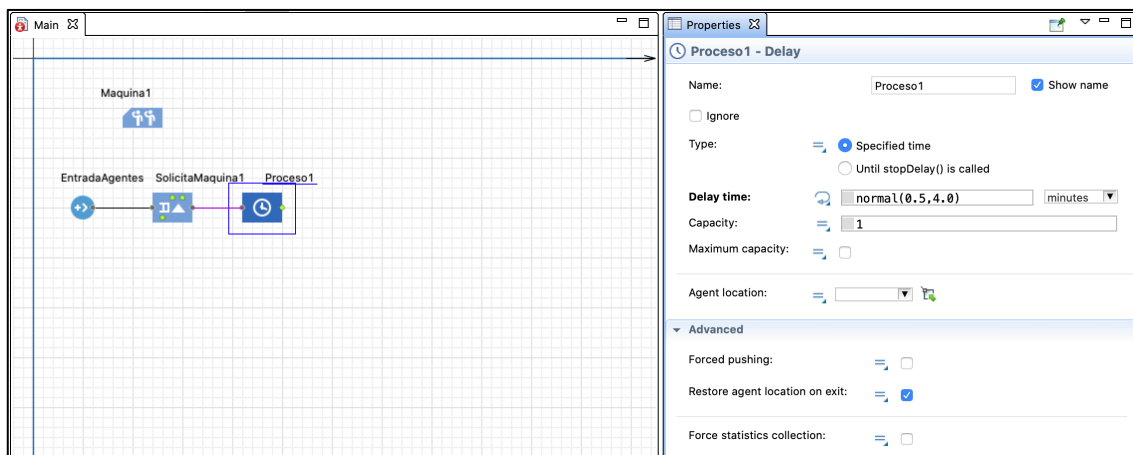 Main
Maquina1
EntradaAgentes SolicitaMaquina1 Proceso1
Properties
Proceso1 - Delay
Name: Proceso1 Show name
Ignore
Type: Specified time
Until stopDelay() is called
Delay time: normal(0.5,4.0) minutes
Capacity: 1
Maximum capacity:
Agent location:
Advanced
Forced pushing:
Restore agent location on exit:
Force statistics collection: